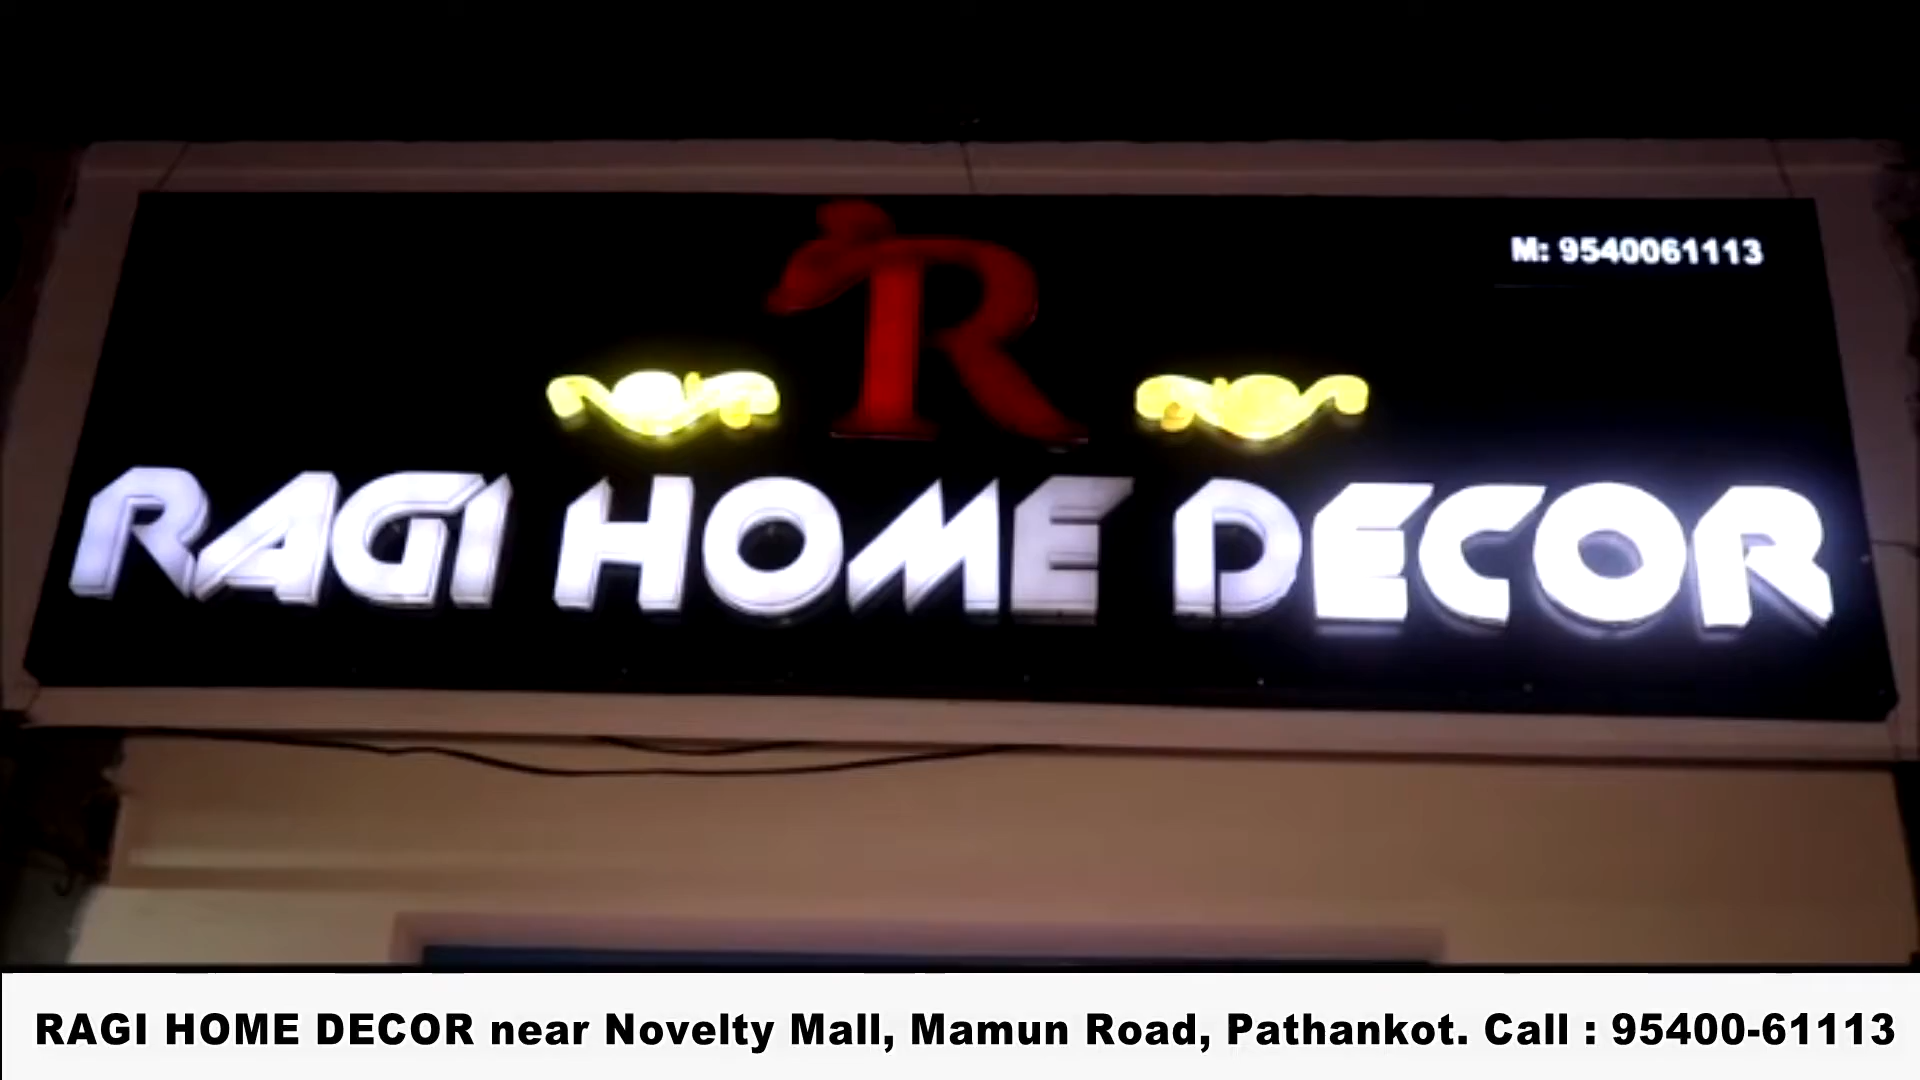 M: 9540061113
R
RAGI HOME DECOR
RAGI HOME DECOR near Novelty Mall, Mamun Road, Pathankot. Call : 95400-61113